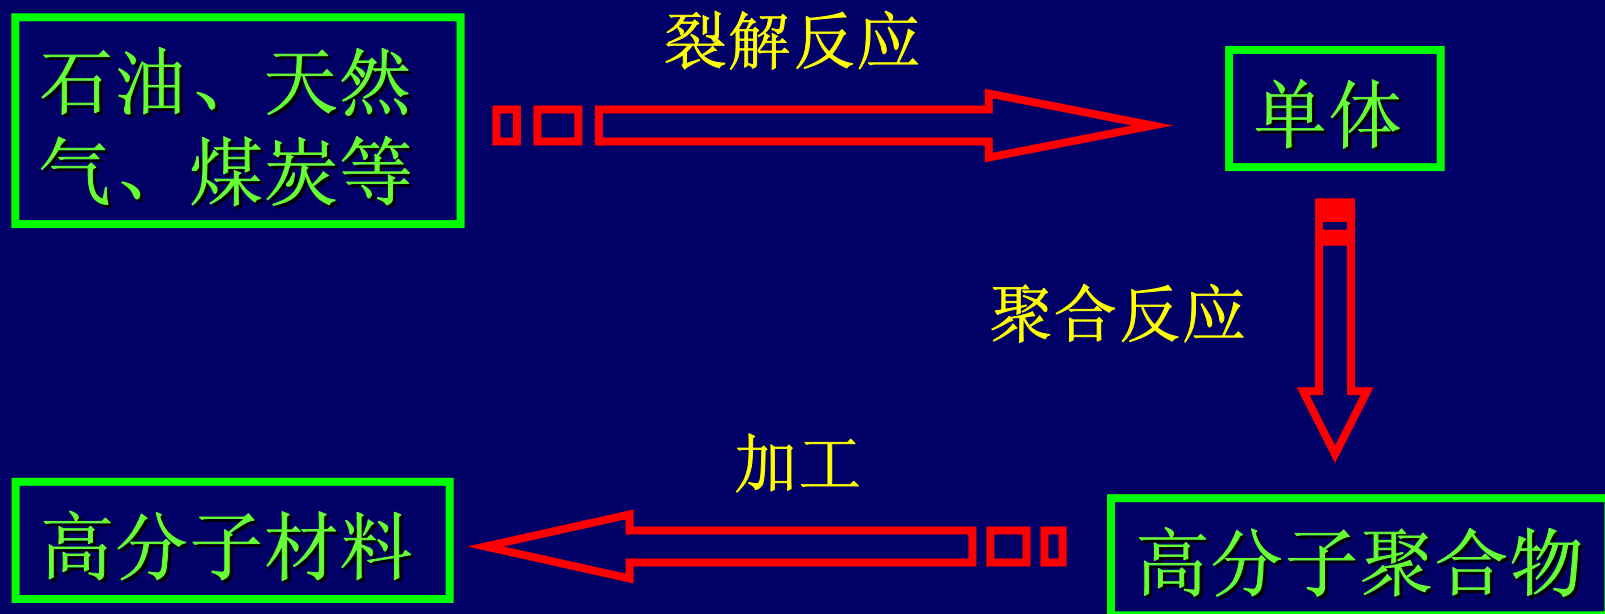 裂解反应
石油、天然
气、煤炭等
单体
聚合反应
加工
高分子材料
高分子聚合物